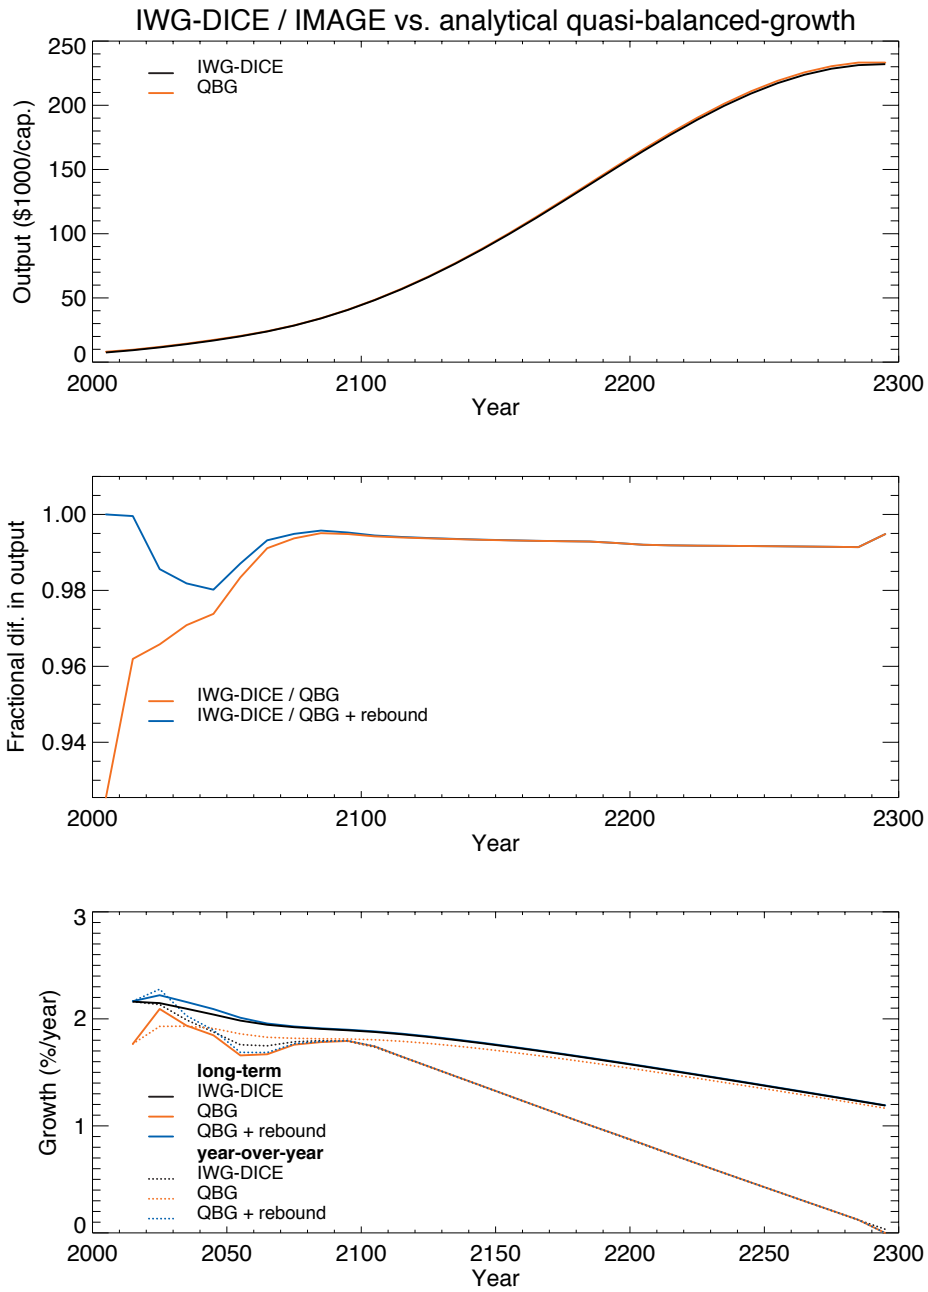 IWG-DICE / IMAGE vs. analytical quasi-balanced-growth
250
200
150
100
50
0
Output ($1000/cap.)
IWG-DICE
QBG
2000 2100 2200 2300
Year
1.00
0.98
0.96
0.94
Fractional dif. in output
IWG-DICE / QBG
IWG-DICE / QBG + rebound
2000 2100 2200 2300
Year
3
2
1
0
Growth (%/year)
long-term
IWG-DICE
QBG
QBG + rebound
year-over-year
IWG-DICE
QBG
QBG + rebound
2000 2050 2100 2150 2200 2250 2300
Year